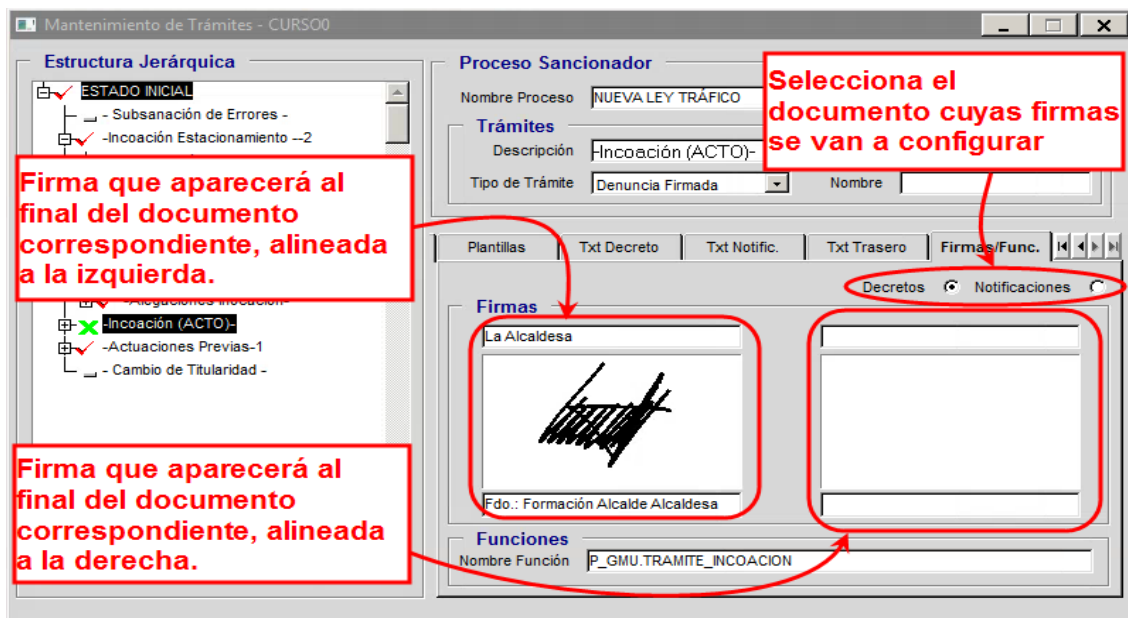 Mantenimiento de Trámites - CURSO0
Estructura Jerárquica
ESTADO INICIAL
- Subsanación de Errores -
-Incoación Estacionamiento --2
Firma que aparecerá al
final del documento
correspondiente, alineada
a la izquierda.
-Incoación (ACTO)-
-Actuaciones Previas-1
- Cambio de Titularidad -
Firma que aparecerá al
final del documento
correspondiente, alineada
a la derecha.
Proceso Sancionador
Nombre Proceso NUEVA LEY TRÁFICO
Selecciona el
documento cuyas firmas
se van a configurar
Trámites
Descripción -Incoación (ACTO)-
Tipo de Trámite Denuncia Firmada Nombre
Plantillas Txt Decreto Txt Notific. Txt Trasero Firmas/Func.
Decretos Notificaciones
Firmas
La Alcaldesa
Fdo.: Formación Alcalde Alcaldesa
Funciones
Nombre Función P_GMU.TRAMITE_INCOACION